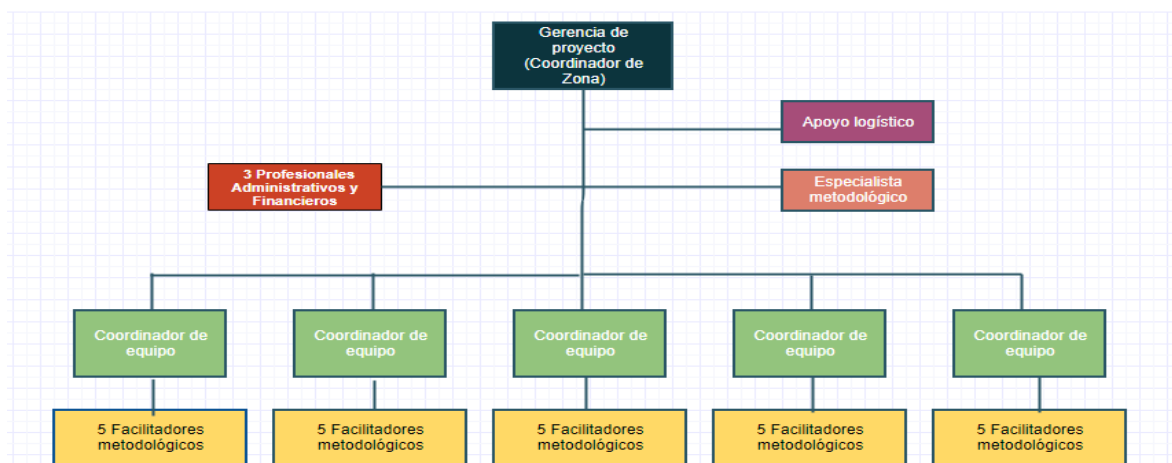 Gerencia de
proyecto
(Coordinador de
Zona)
Apoyo logístico
3 Profesionales
Administrativos y
Financieros
Especialista
metodológico
Coordinador de
equipo
Coordinador de
equipo
Coordinador de
equipo
Coordinador de
equipo
Coordinador de
equipo
5 Facilitadores
metodológicos
5 Facilitadores
metodológicos
5 Facilitadores
metodológicos
5 Facilitadores
metodológicos
5 Facilitadores
metodológicos